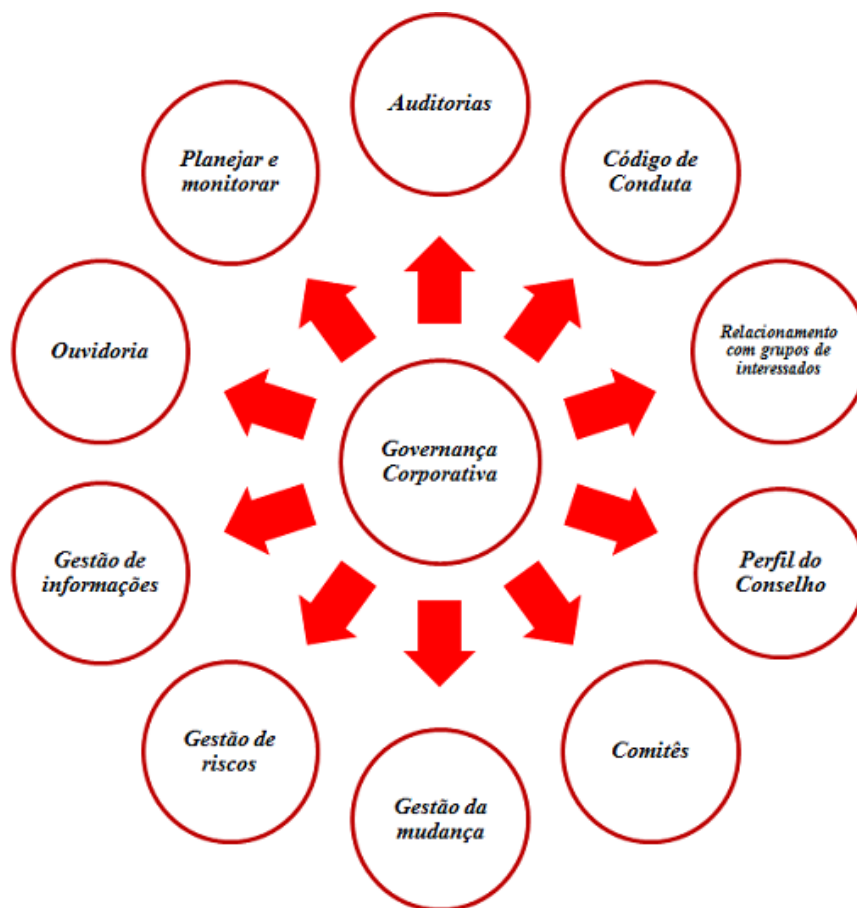 Auditorias
Código de
Conduta
Relacionamento
com grupos de
interessados
Perfil do
Conselho
Comitês
Gestão da
mudança
Gestão de
riscos
Gestão de
informações
Ouvidoria
Planejar e
monitorar
Governança
Corporativa